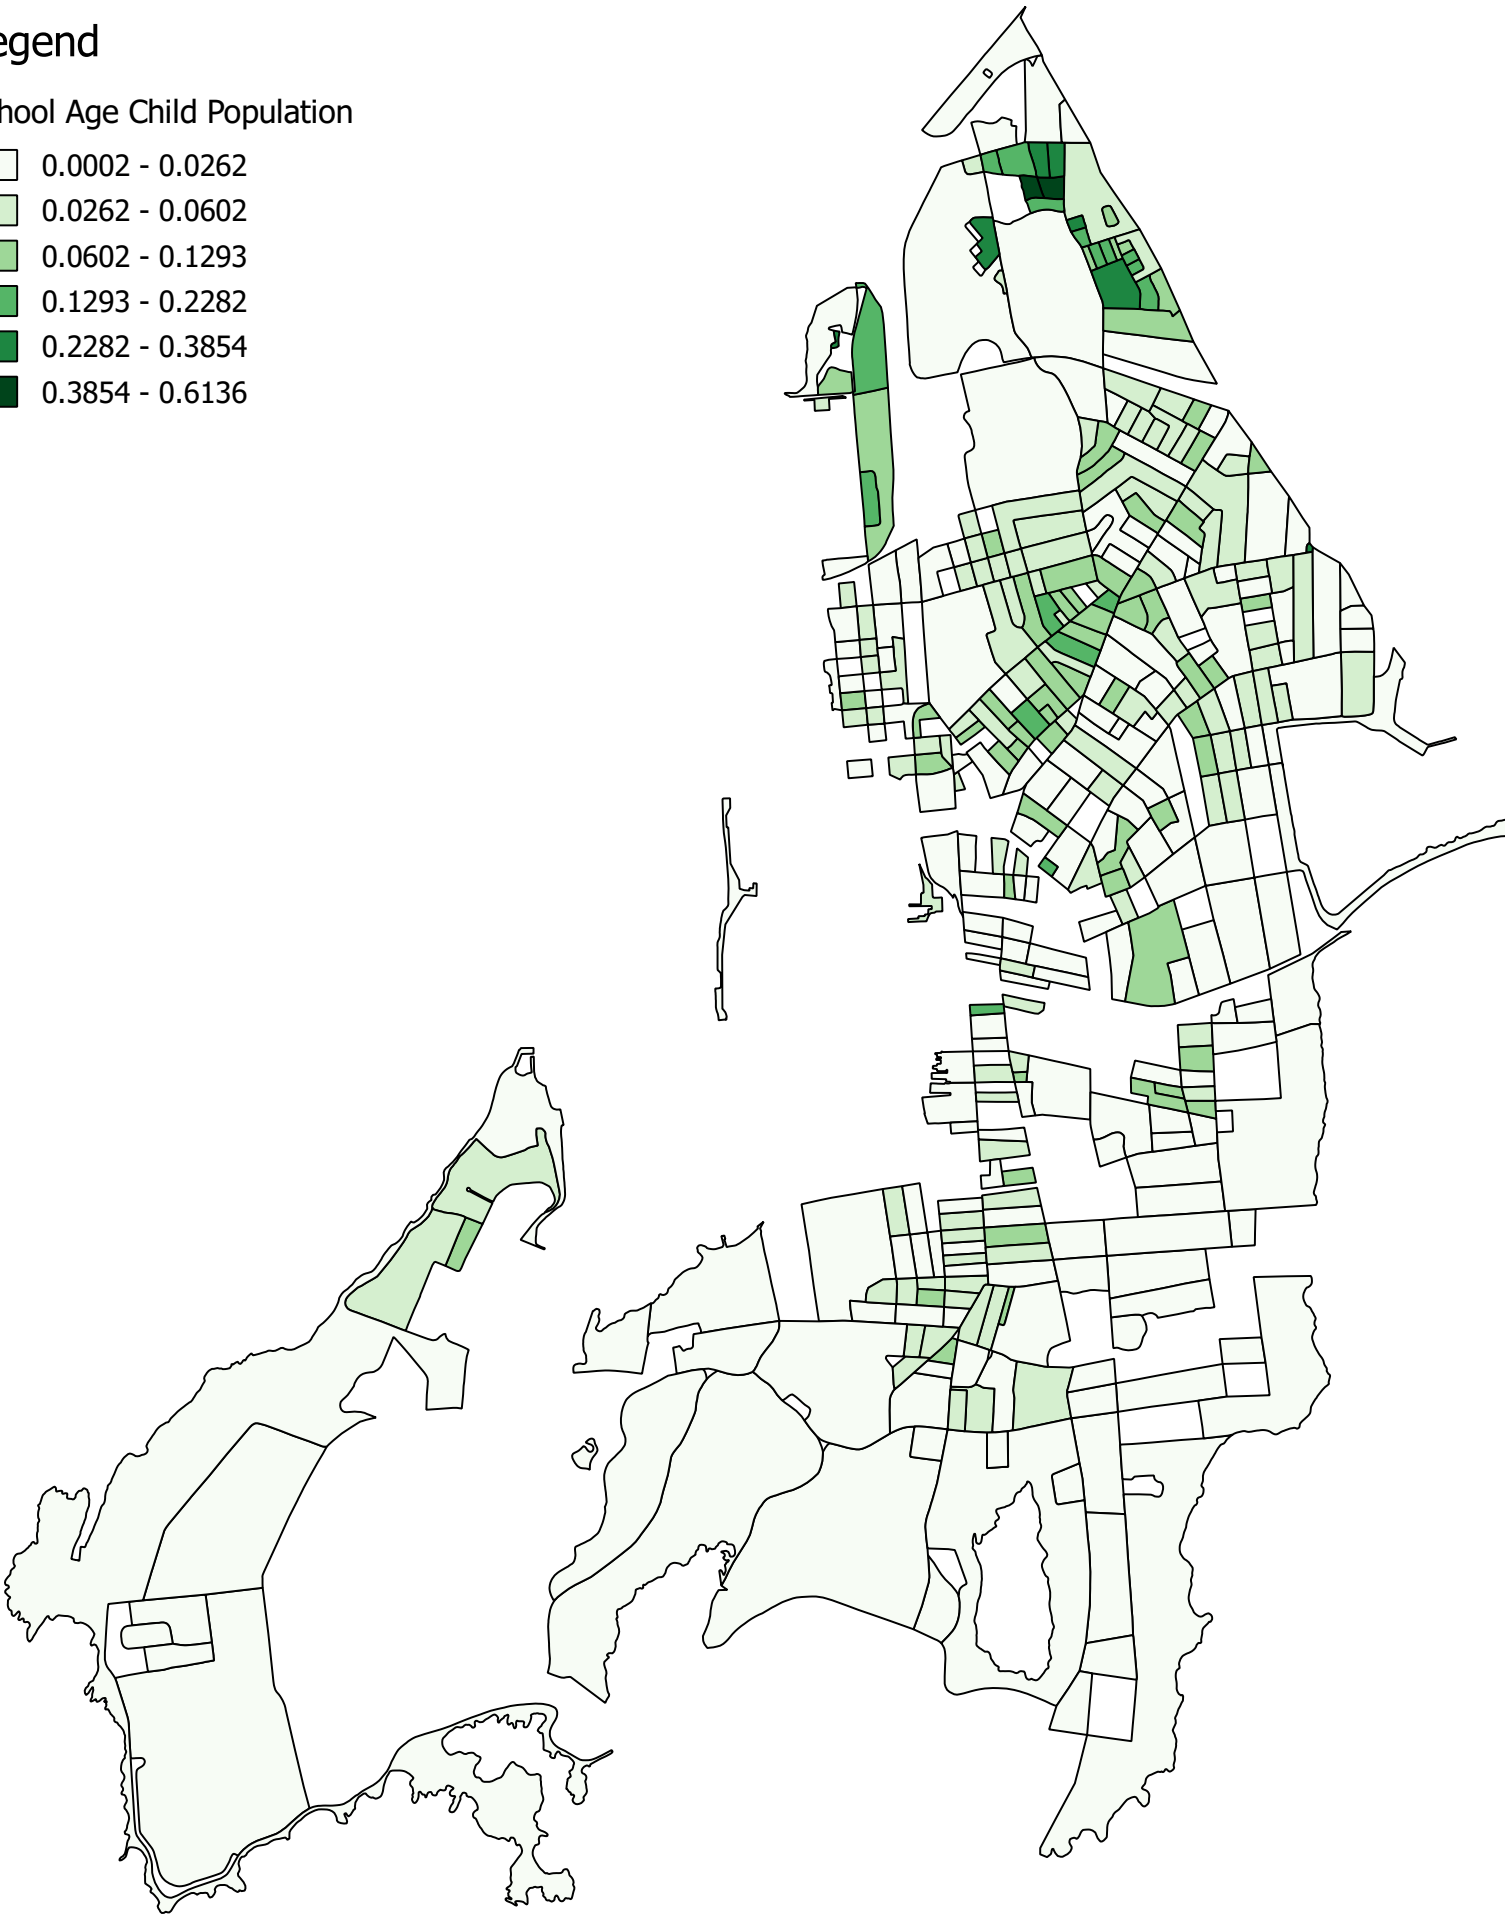 egend
hool Age Child Population
0.0002 - 0.0262
0.0262 - 0.0602
0.0602 - 0.1293
0.1293 - 0.2282
0.2282 - 0.3854
0.3854 - 0.6136